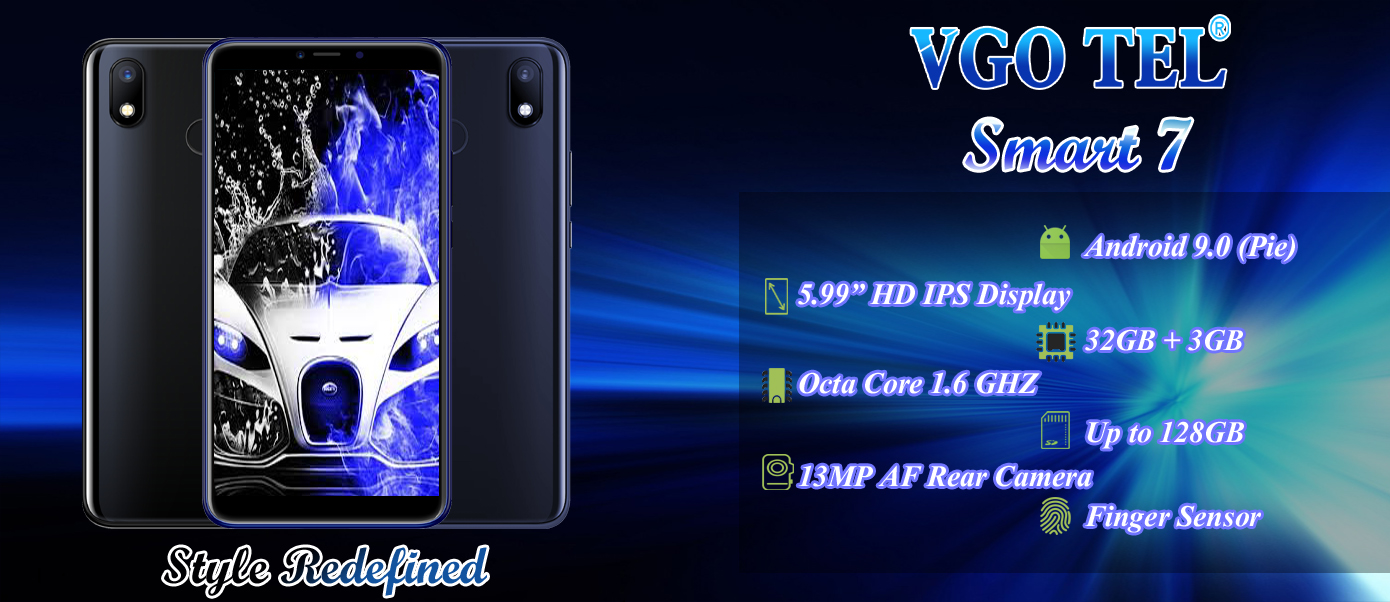 VGO TEL®
Smart 7
Android 9.0 (Pie)
5.99” HD IPS Display
32GB + 3GB
Octa Core 1.6 GHZ
Up to 128GB
13MP AF Rear Camera
Finger Sensor
Style Redefined